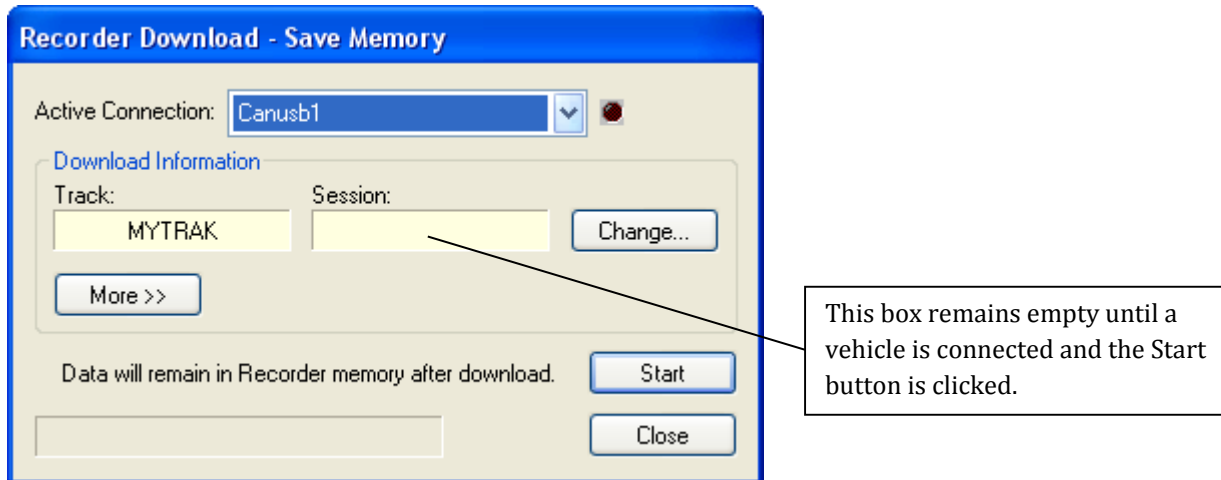 Recorder Download - Save Memory
Active Connection: Canusb1
Download Information
Track: Session:
MYTRAK Change...
More >>
This box remains empty until a
vehicle is connected and the Start
button is clicked.
Data will remain in Recorder memory after download. Start
Close